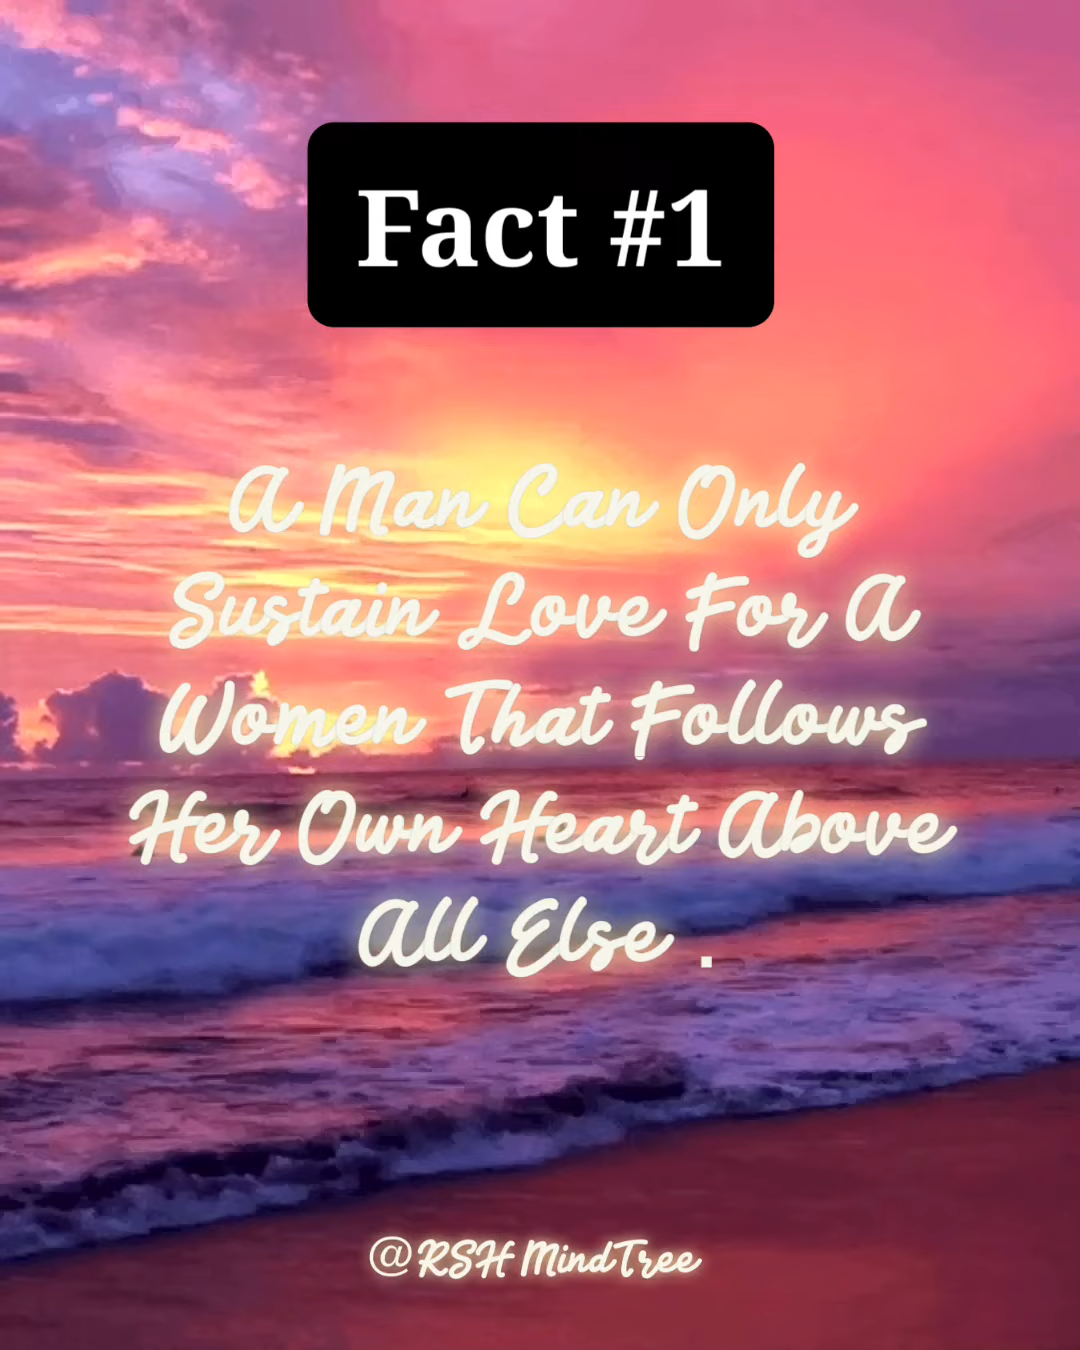 Fact #1
A Man Can Only
Sustain Love For A
Women That Follows
Her Own Heart Above
All Else .
@RSH MindTree